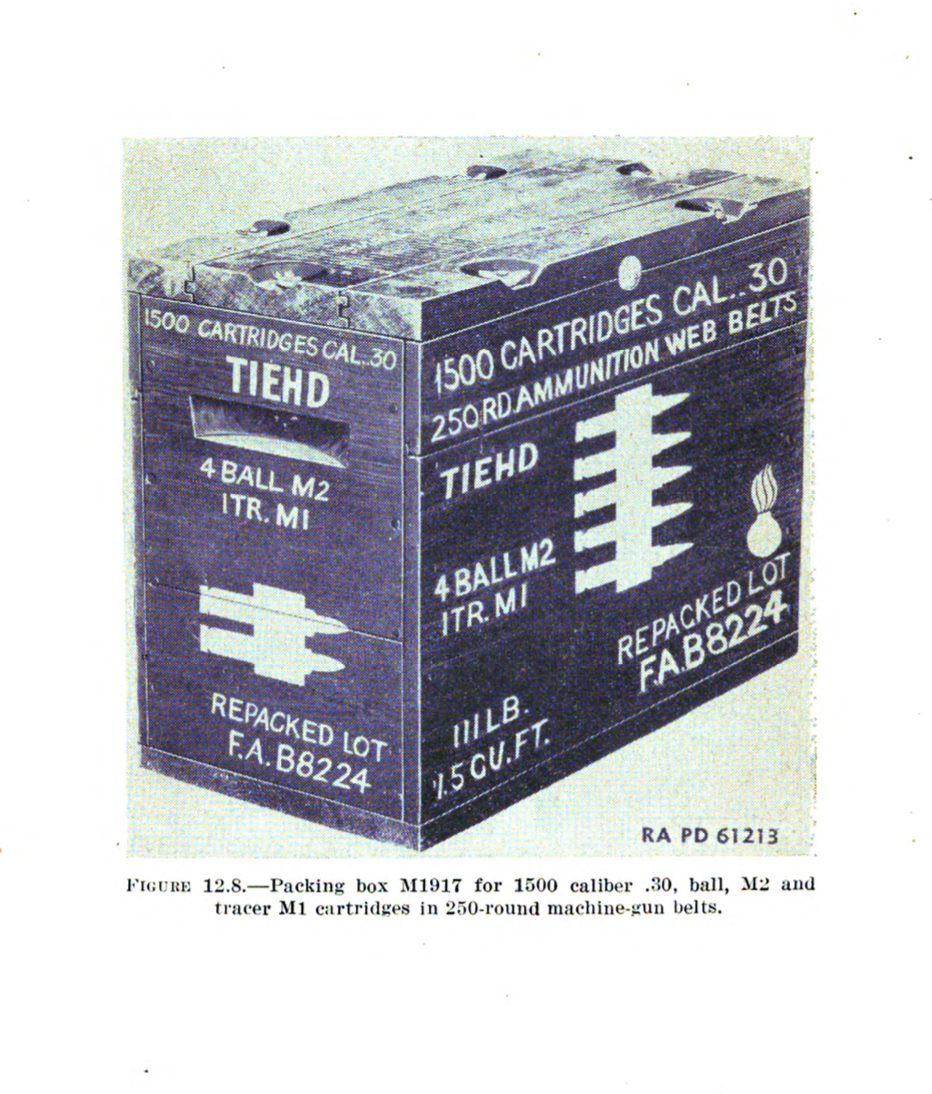 1500 CARTRIDGES CAL..30
TIEHD
4 BALL M2
1TR. M1
REPACKED LOT
F.A. B8224
1500 CARTRIDGES CAL..30
250 RD. AMMUNITION WEB BELTS
TIEHD
4 BALL M2
1TR. M1
REPACKED LOT
F.A.B8224
111 LB.
1.5 CU.FT.
RA PD 61213
FIGURE 12.8.—Packing box M1917 for 1500 caliber .30, ball, M2 and
tracer M1 cartridges in 250-round machine-gun belts.